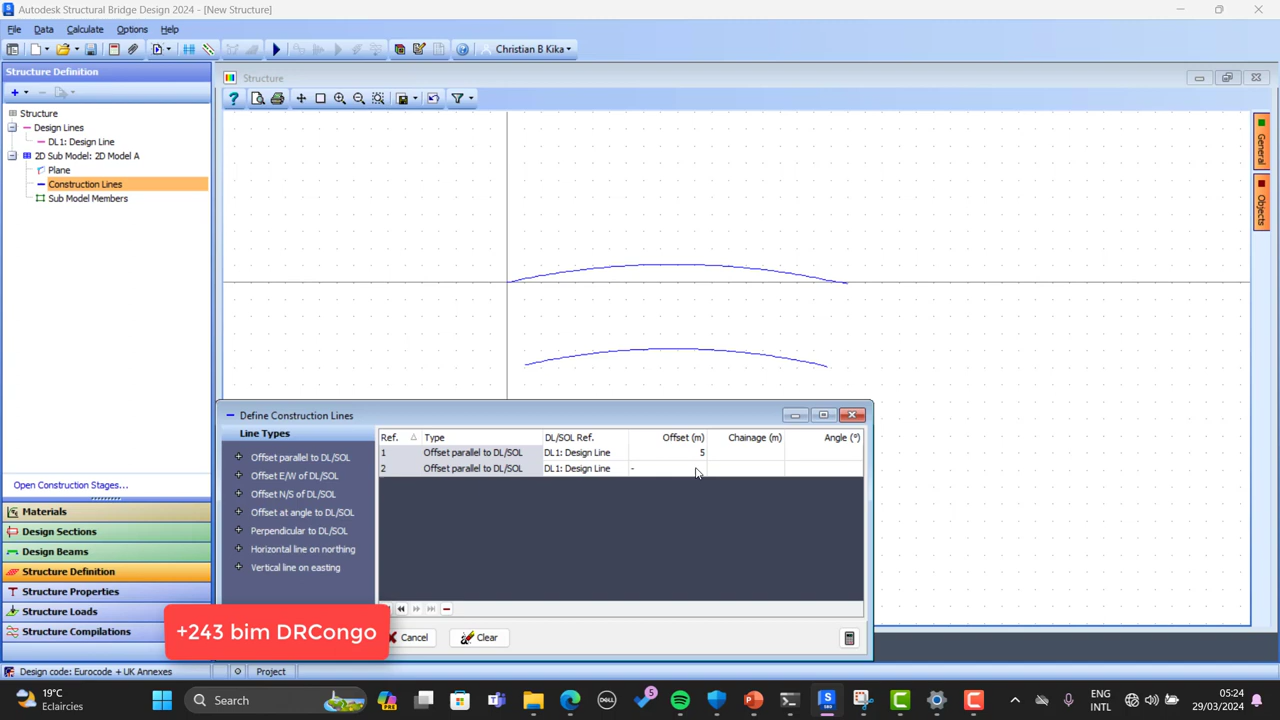 Autodesk Structural Bridge Design 2024 - [New Structure]
File Data Calculate Options Help
Christian B Kika
Structure Definition
Structure
Structure
Design Lines
DL1: Design Line
2D Sub Model: 2D Model A
Plane
Construction Lines
Sub Model Members
General
Objects
Define Construction Lines
Line Types
Ref. Type DL/SOL Ref. Offset (m) Chainage (m) Angle (°)
1 Offset parallel to DL/SOL DL1: Design Line 5
2 Offset parallel to DL/SOL DL1: Design Line -
Offset parallel to DL/SOL
Offset E/W of DL/SOL
Offset N/S of DL/SOL
Offset at angle to DL/SOL
Perpendicular to DL/SOL
Horizontal line on northing
Vertical line on easting
Open Construction Stages...
Materials
Design Sections
Design Beams
Structure Definition
Structure Properties
Structure Loads
Structure Compilations
+243 bim DRCongo
Cancel Clear
Design code: Eurocode + UK Annexes Project
19°C
Eclaircies
Search
PRE
DELL
5
SBD
ENG
INTL
05:24
29/03/2024